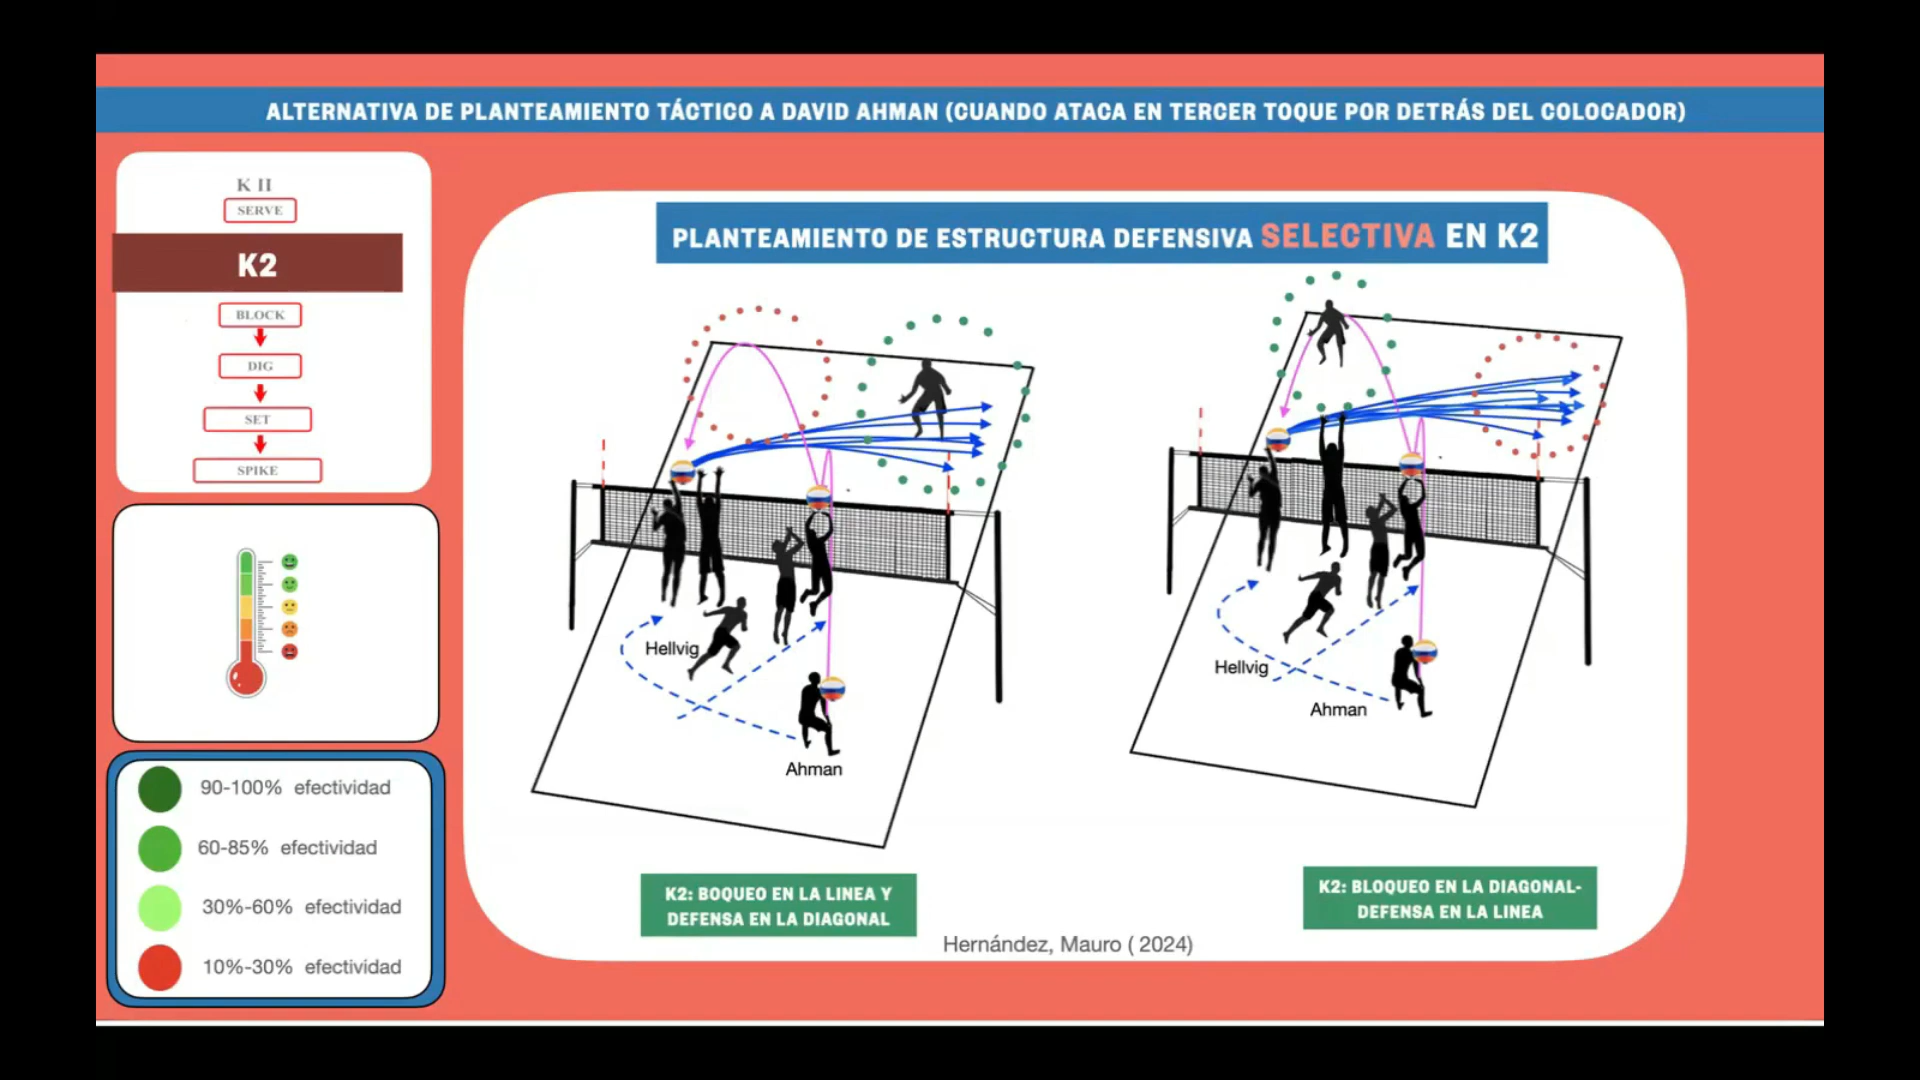 ALTERNATIVA DE PLANTEAMIENTO TÁCTICO A DAVID AHMAN (CUANDO ATACA EN TERCER TOQUE POR DETRÁS DEL COLOCADOR)
K II
SERVE
K2
BLOCK
DIG
SET
SPIKE
90-100% efectividad
60-85% efectividad
30%-60% efectividad
10%-30% efectividad
PLANTEAMIENTO DE ESTRUCTURA DEFENSIVA SELECTIVA EN K2
Hellvig
Ahman
Hellvig
Ahman
K2: BOQUEO EN LA LINEA Y
DEFENSA EN LA DIAGONAL
K2: BLOQUEO EN LA DIAGONAL-
DEFENSA EN LA LINEA
Hernández, Mauro ( 2024)